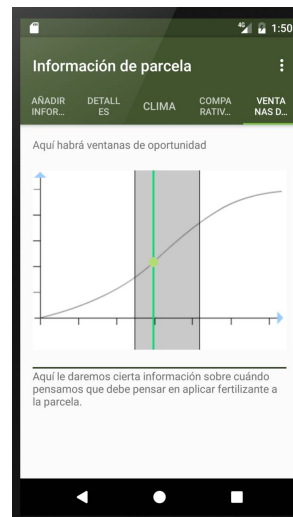 4G 1:50
Información de parcela
AÑADIR
INFOR...
DETALL
ES
CLIMA
COMPA
RATIV...
VENTA
NAS D...
Aquí habrá ventanas de oportunidad
Aquí le daremos cierta información sobre cuándo
pensamos que debe pensar en aplicar fertilizante a
la parcela.